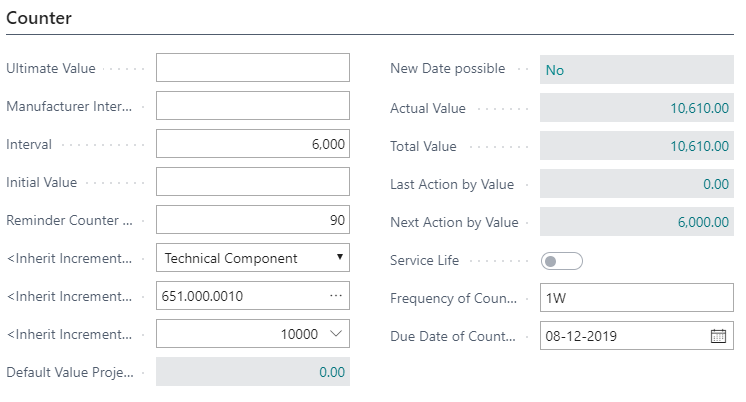 Counter
Ultimate Value
Manufacturer Inter...
Interval 6,000
Initial Value
Reminder Counter ... 90
<Inherit Increment... Technical Component
<Inherit Increment... 651.000.0010 ...
<Inherit Increment... 10000
Default Value Proje... 0.00
New Date possible No
Actual Value 10,610.00
Total Value 10,610.00
Last Action by Value 0.00
Next Action by Value 6,000.00
Service Life
Frequency of Coun... 1W
Due Date of Count... 08-12-2019